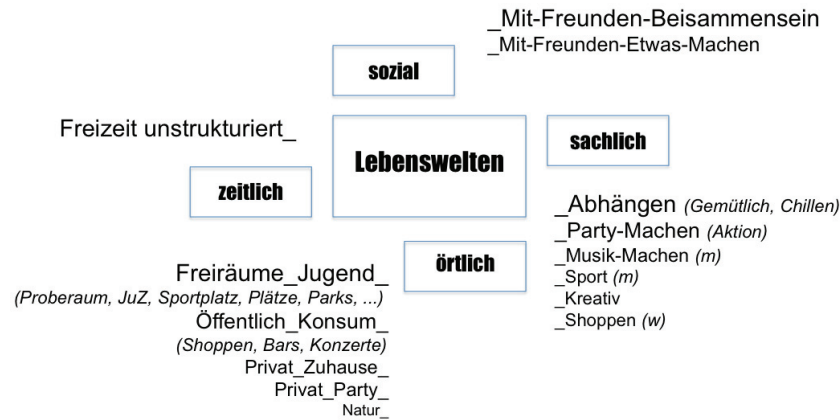 _Mit-Freunden-Beisammensein
_Mit-Freunden-Etwas-Machen
sozial
Freizeit unstrukturiert_
Lebenswelten
sachlich
zeitlich
_Abhängen (Gemütlich, Chillen)
_Party-Machen (Aktion)
_Musik-Machen (m)
_Sport (m)
_Kreativ
_Shoppen (w)
örtlich
Freiräume_Jugend_
(Proberaum, JuZ, Sportplatz, Plätze, Parks, ...)
Öffentlich_Konsum_
(Shoppen, Bars, Konzerte)
Privat_Zuhause_
Privat_Party_
Natur_